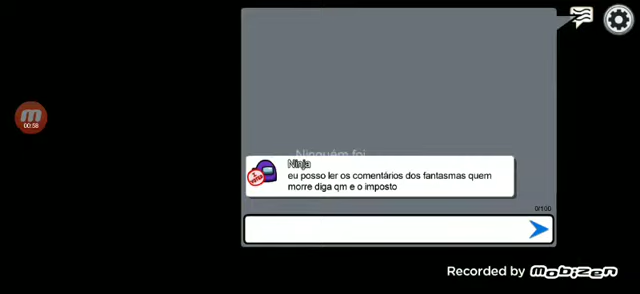 Ninguém foi
Ninja
eu posso ler os comentários dos fantasmas quem
morre diga qm e o imposto
0/100
00:58
Recorded by Mobizen